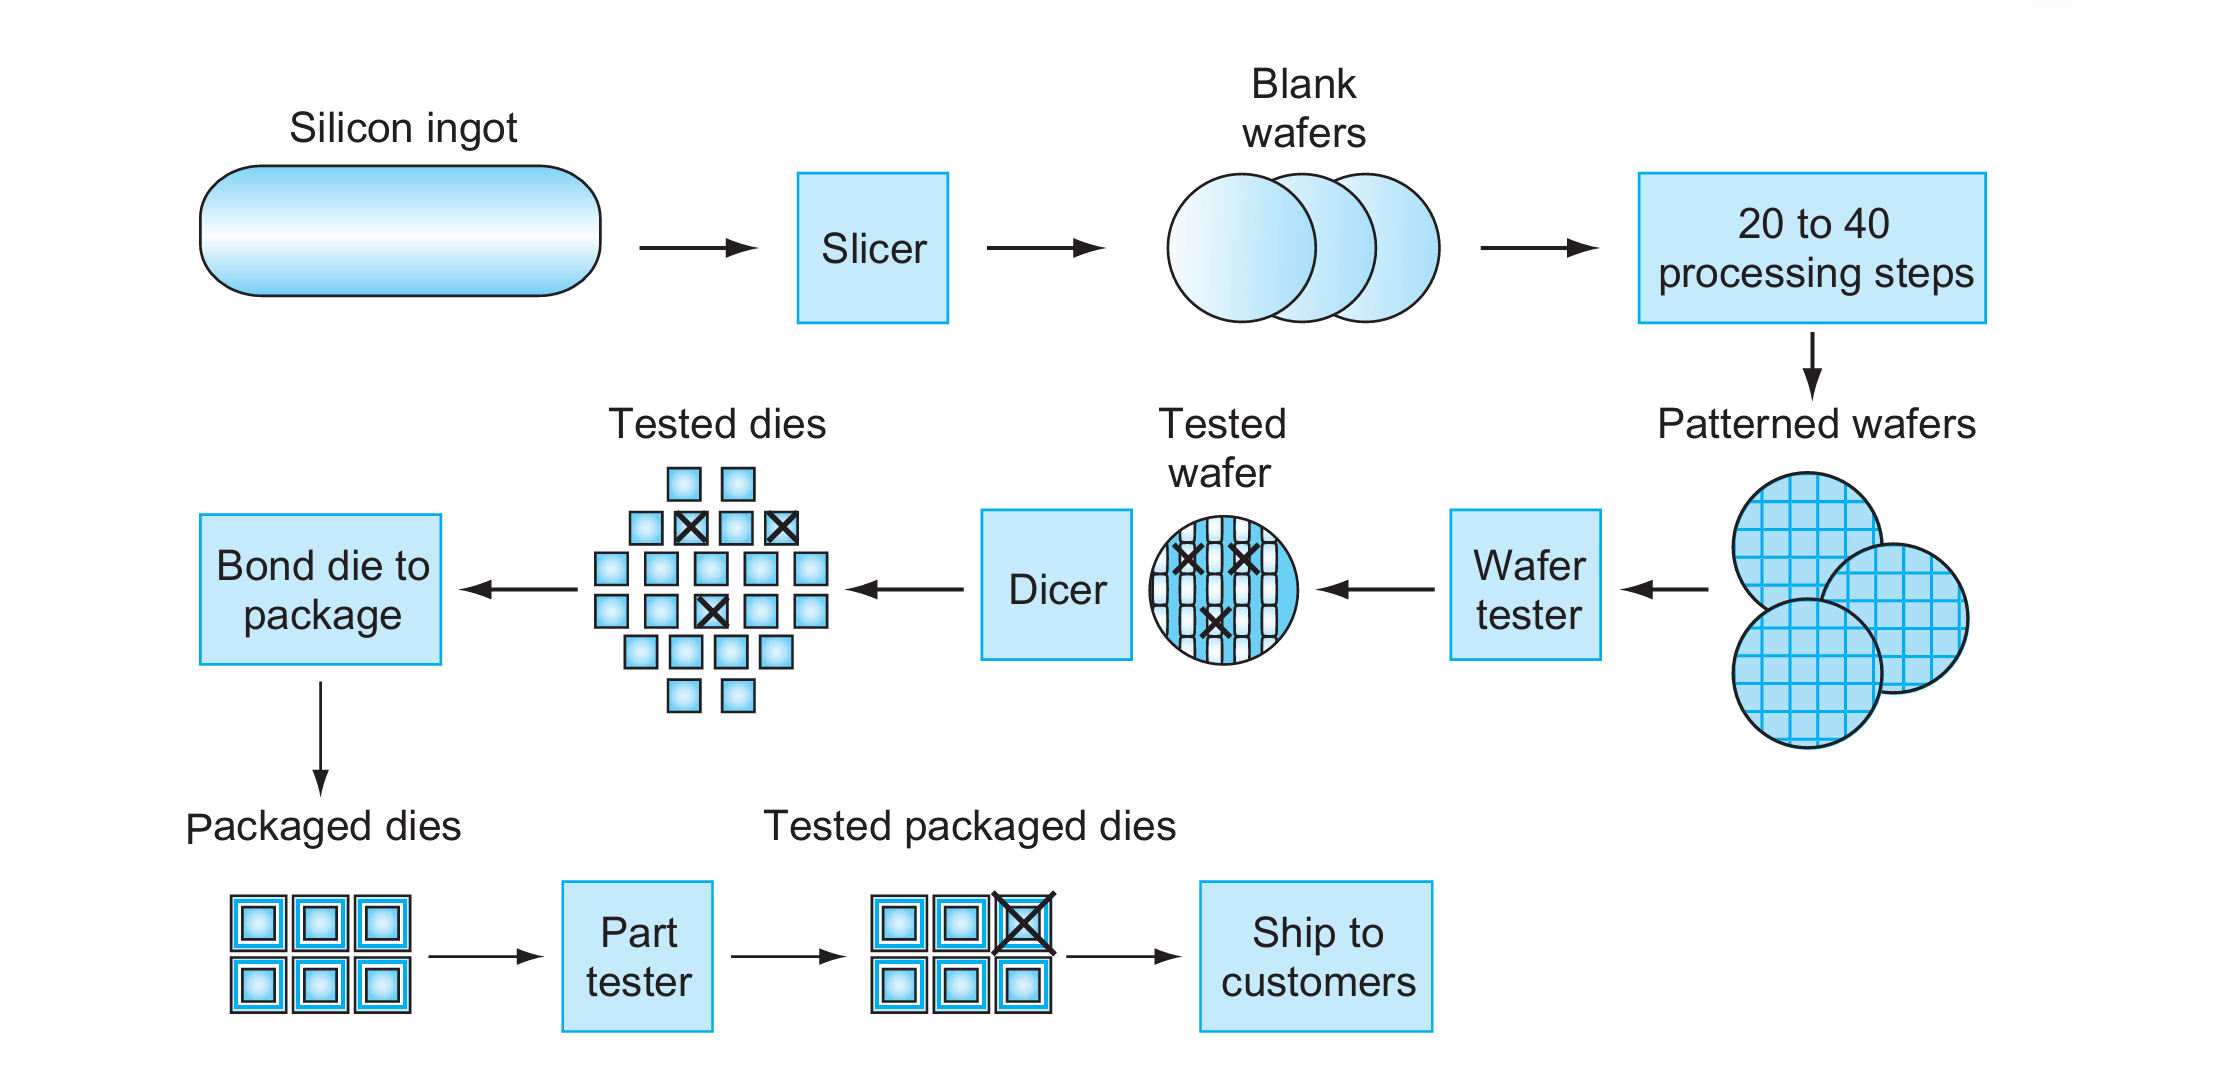 Silicon ingot
Slicer
Blank
wafers
20 to 40
processing steps
Patterned wafers
Wafer
tester
Tested
wafer
Dicer
Tested dies
Bond die to
package
Packaged dies
Part
tester
Tested packaged dies
Ship to
customers